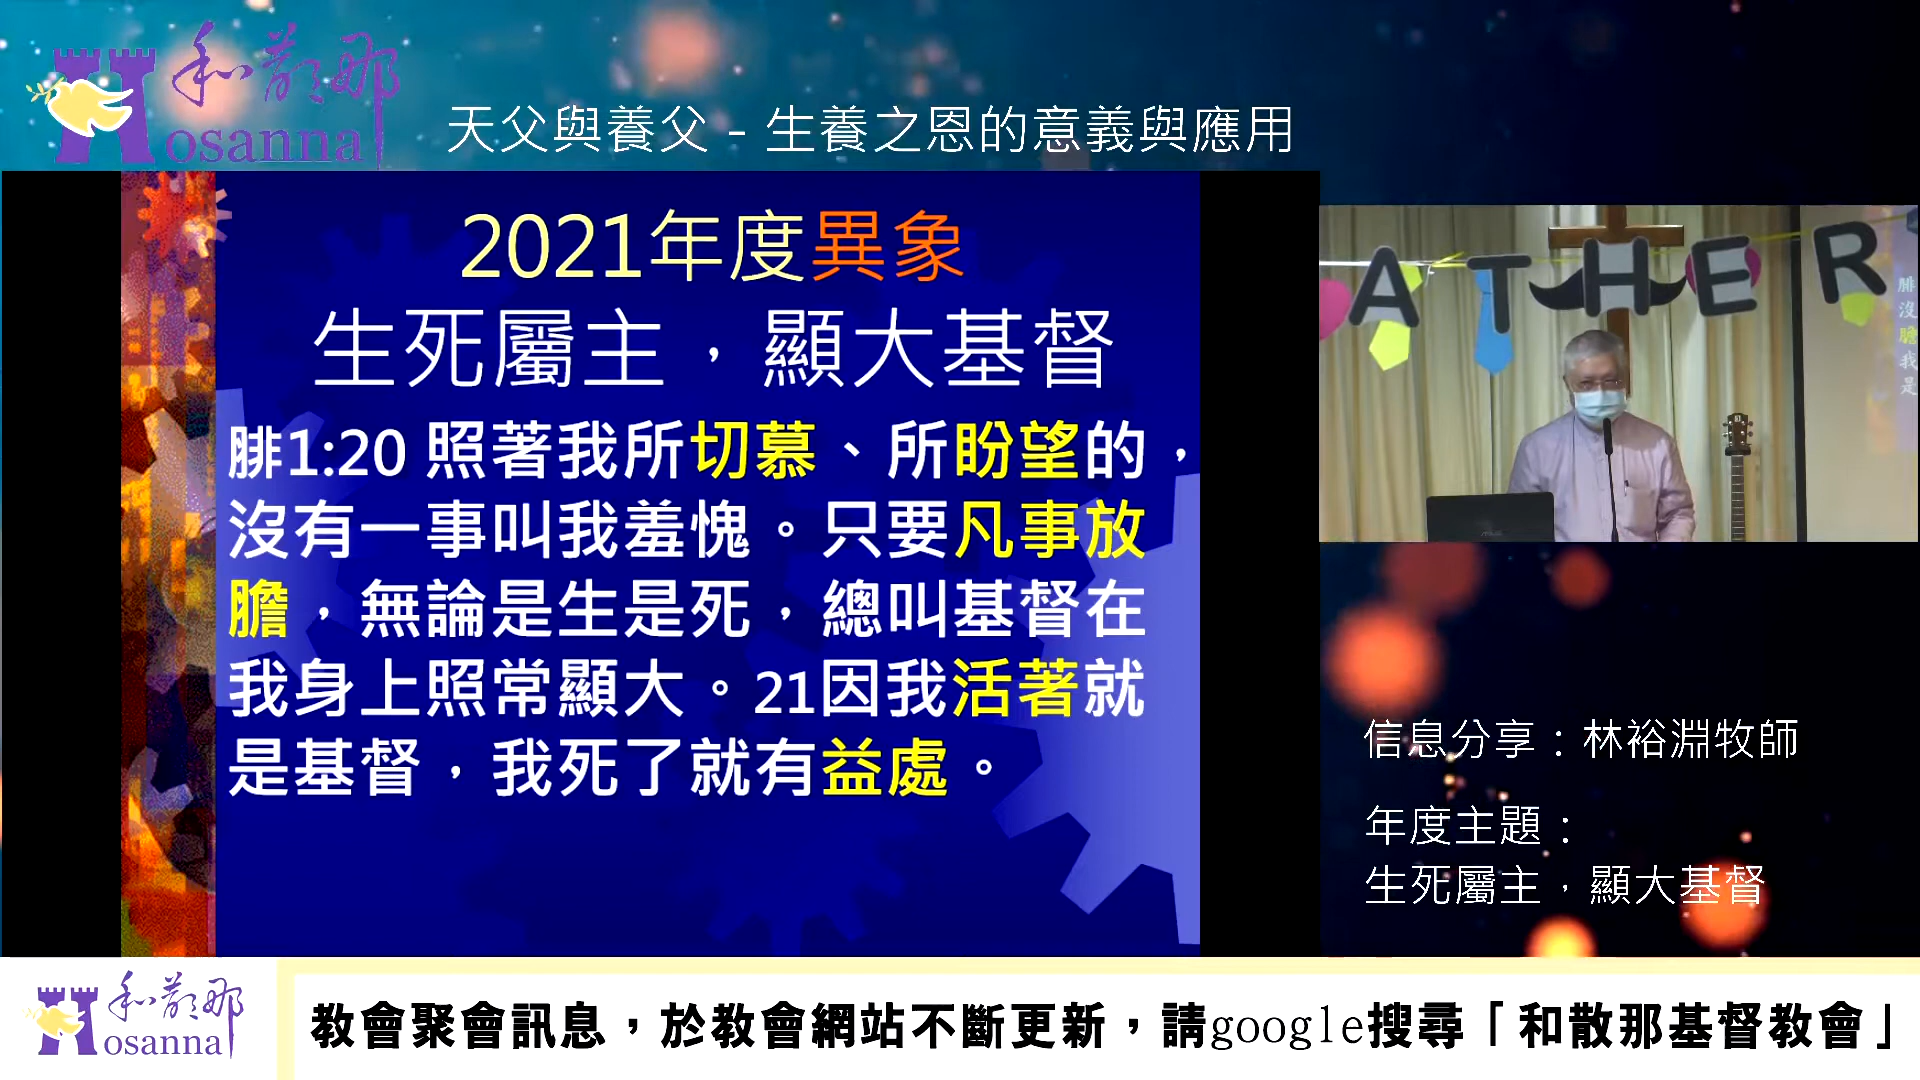 和散那
Hosanna
天父與養父 - 生養之恩的意義與應用
2021年度異象
生死屬主，顯大基督
腓1:20 照著我所切慕、所盼望的，
沒有一事叫我羞愧。只要凡事放
膽，無論是生是死，總叫基督在
我身上照常顯大。21因我活著就
是基督，我死了就有益處。
ATHER
腓
沒
膽
我
是
信息分享：林裕淵牧師
年度主題：
生死屬主，顯大基督
和散那
Hosanna
教會聚會訊息，於教會網站不斷更新，請google搜尋「和散那基督教會」